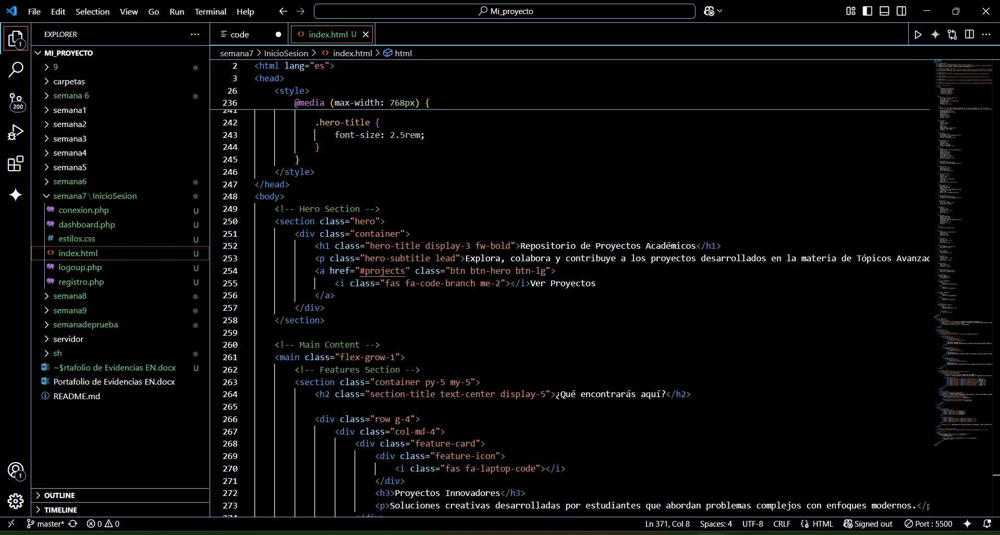 File Edit Selection View Go Run Terminal Help
Mi_proyecto
EXPLORER
1
200
MI_PROYECTO
9
carpetas
semana 6
semana1
semana2
semana3
semana4
semana5
semana6
semana7\InicioSesion
conexion.php U
dashboard.php U
estilos.css U
index.html U
logoup.php U
registro.php U
semana8
semana9
semanadeprueba
servidor
sh
~$rtafolio de Evidencias EN.docx U
Portafolio de Evidencias EN.docx
README.md
OUTLINE
TIMELINE
1
code
index.html U
semana7 > InicioSesion > index.html > html
2 <html lang="es">
3 <head>
26 <style>
236 @media (max-width: 768px) {
241
242 .hero-title {
243 font-size: 2.5rem;
244 }
245 }
246 </style>
247 </head>
248 <body>
249 <!-- Hero Section -->
250 <section class="hero">
251 <div class="container">
252 <h1 class="hero-title display-3 fw-bold">Repositorio de Proyectos Académicos</h1>
253 <p class="hero-subtitle lead">Explora, colabora y contribuye a los proyectos desarrollados en la materia de Tópicos Avanzad
254 <a href="#projects" class="btn btn-hero btn-lg">
255 <i class="fas fa-code-branch me-2"></i>Ver Proyectos
256 </a>
257 </div>
258 </section>
259
260 <!-- Main Content -->
261 <main class="flex-grow-1">
262 <!-- Features Section -->
263 <section class="container py-5 my-5">
264 <h2 class="section-title text-center display-5">¿Qué encontrarás aquí?</h2>
265
266 <div class="row g-4">
267 <div class="col-md-4">
268 <div class="feature-card">
269 <div class="feature-icon">
270 <i class="fas fa-laptop-code"></i>
271 </div>
272 <h3>Proyectos Innovadores</h3>
273 <p>Soluciones creativas desarrolladas por estudiantes que abordan problemas complejos con enfoques modernos.</p
274 </div>
master* 0 0 Ln 371, Col 8 Spaces: 4 UTF-8 CRLF HTML Signed out Port : 5500